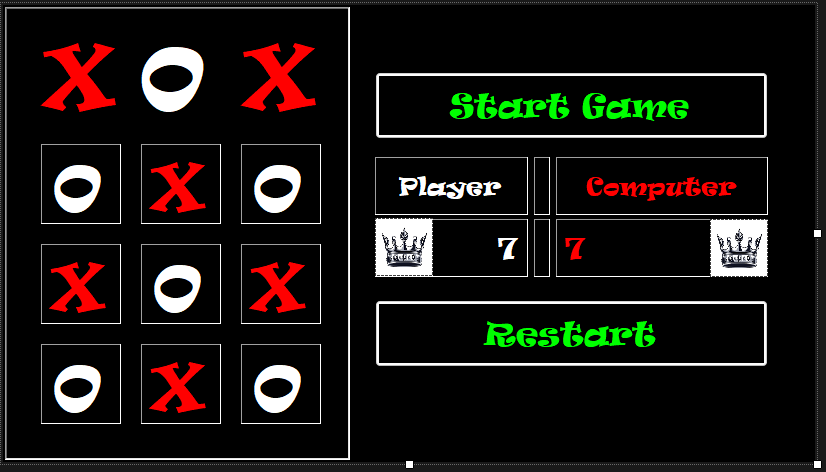 X O X
O X O
X O X
O X O
Start Game
Player Computer
7 7
Restart